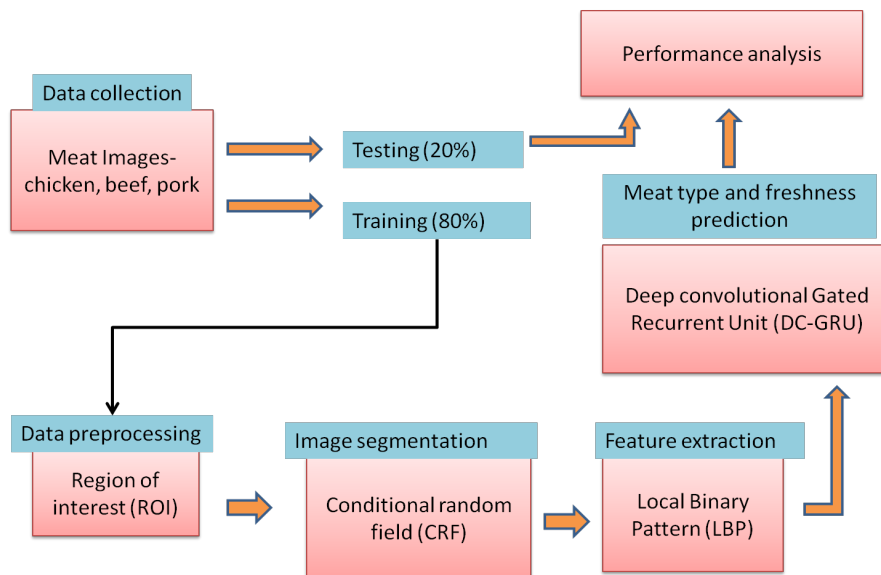 Data collection
Meat Images-
chicken, beef, pork
Testing (20%)
Training (80%)
Performance analysis
Meat type and freshness
prediction
Deep convolutional Gated
Recurrent Unit (DC-GRU)
Data preprocessing
Region of
interest (ROI)
Image segmentation
Conditional random
field (CRF)
Feature extraction
Local Binary
Pattern (LBP)